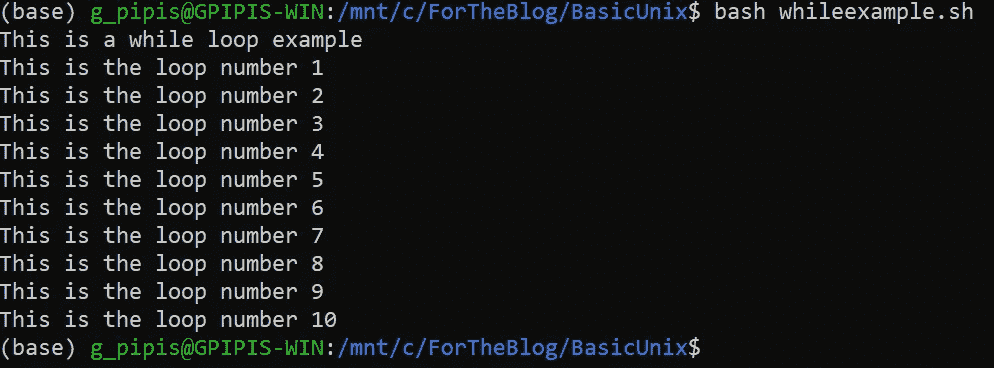 (base) g_pipis@GPIPIS-WIN:/mnt/c/ForTheBlog/BasicUnix$ bash whileexample.sh
This is a while loop example
This is the loop number 1
This is the loop number 2
This is the loop number 3
This is the loop number 4
This is the loop number 5
This is the loop number 6
This is the loop number 7
This is the loop number 8
This is the loop number 9
This is the loop number 10
(base) g_pipis@GPIPIS-WIN:/mnt/c/ForTheBlog/BasicUnix$